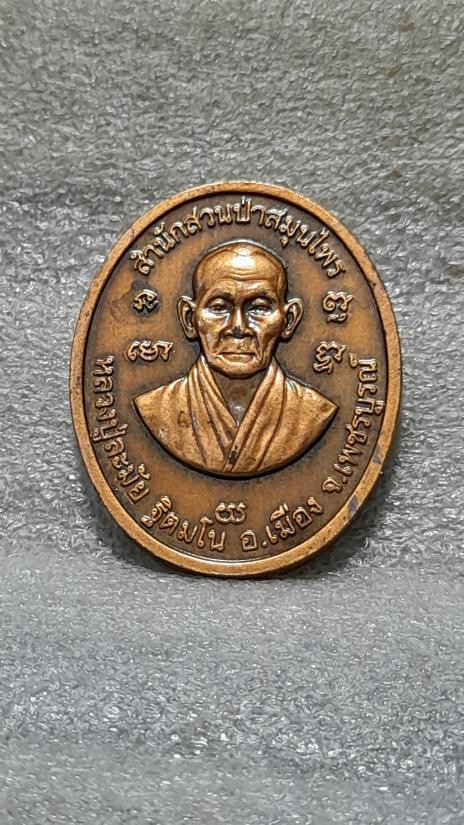 สำนักสวนป่าสมุนไพร
หลวงปู่ละมัย ฐิตมโน อ.เมือง จ.เพชรบูรณ์